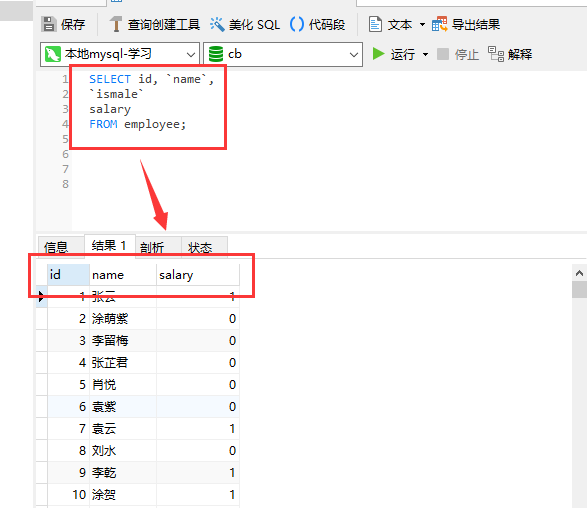 保存 查询创建工具 美化 SQL 代码段 文本 导出结果
本地mysql-学习 cb 运行 停止 解释
1 SELECT id, `name`,
2 `ismale`
3 salary
4 FROM employee;
5
6
7
8
信息 结果 1 剖析 状态
id name salary
1 张云 1
2 涂萌紫 0
3 李留梅 0
4 张芷君 0
5 肖悦 0
6 袁紫 0
7 袁云 1
8 刘水 0
9 李乾 1
10 涂贺 1